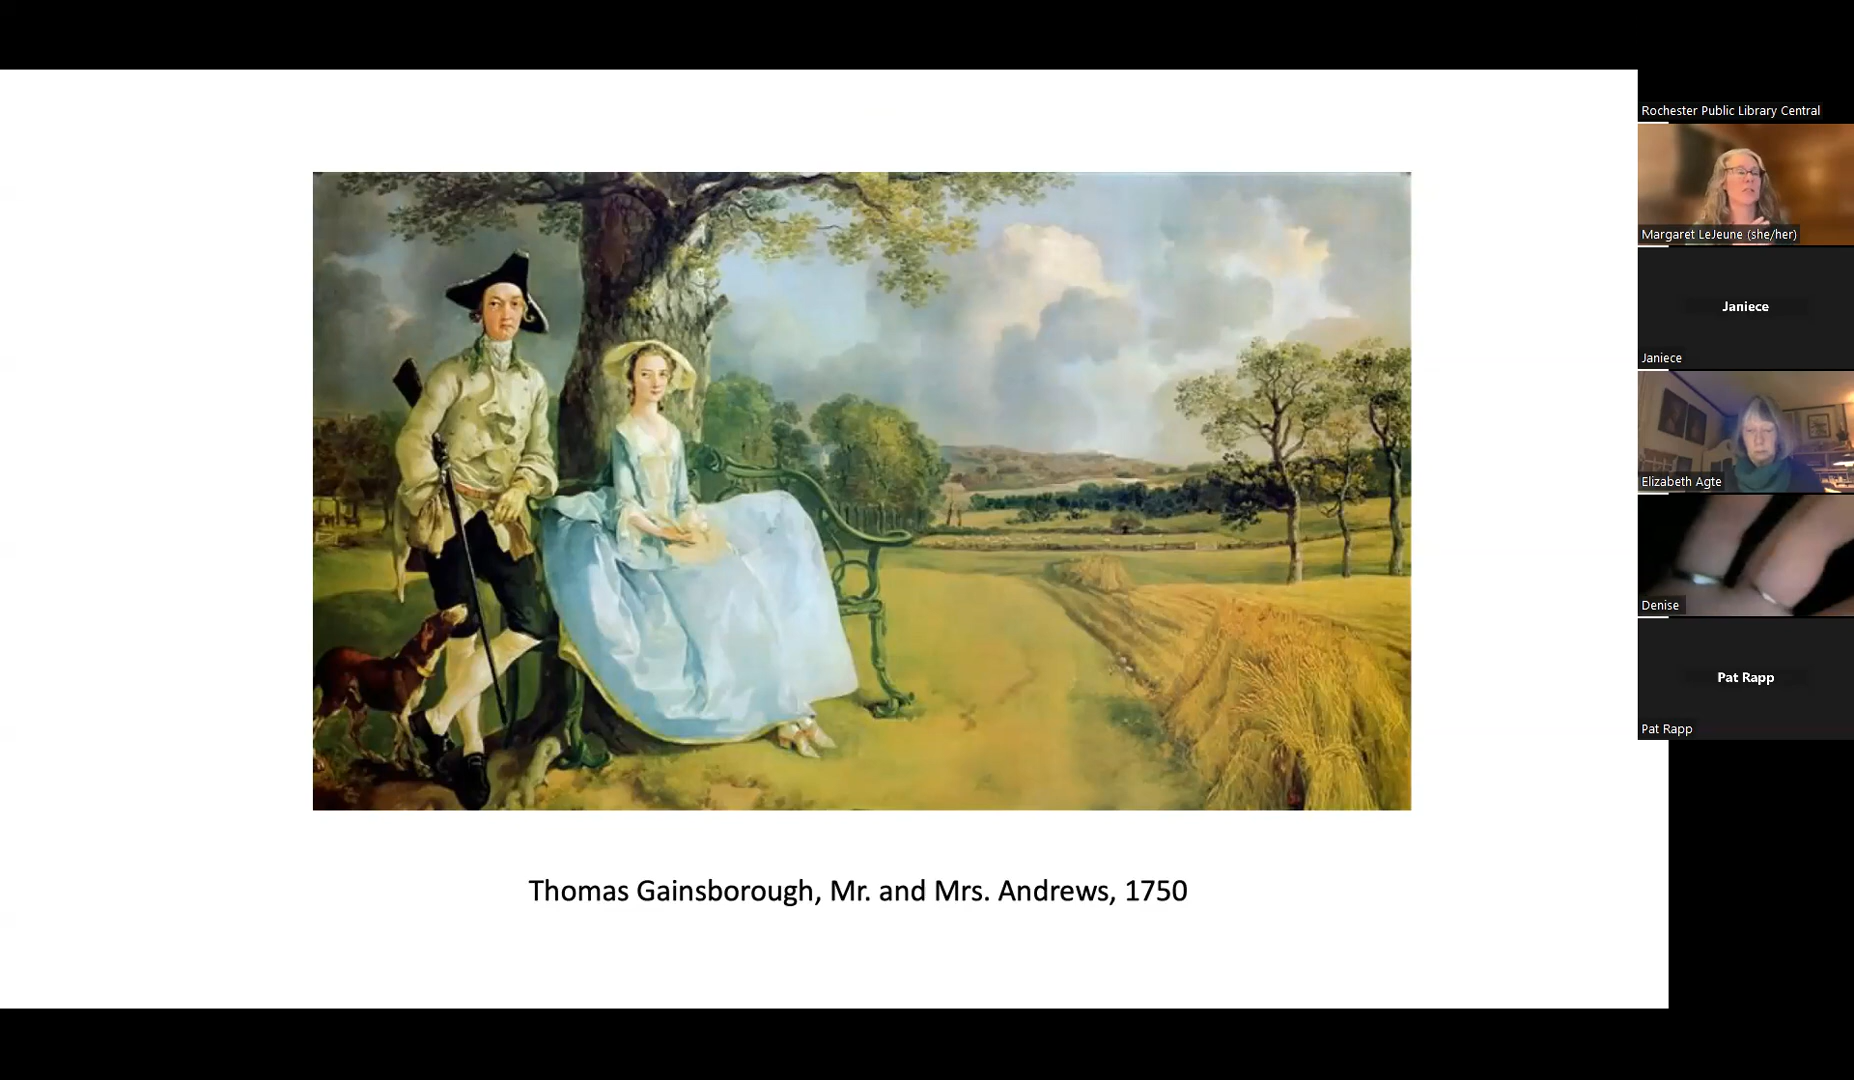 Rochester Public Library Central
Margaret LeJeune (she/her)
Janiece
Janiece
Elizabeth Agte
Denise
Pat Rapp
Pat Rapp
Thomas Gainsborough, Mr. and Mrs. Andrews, 1750